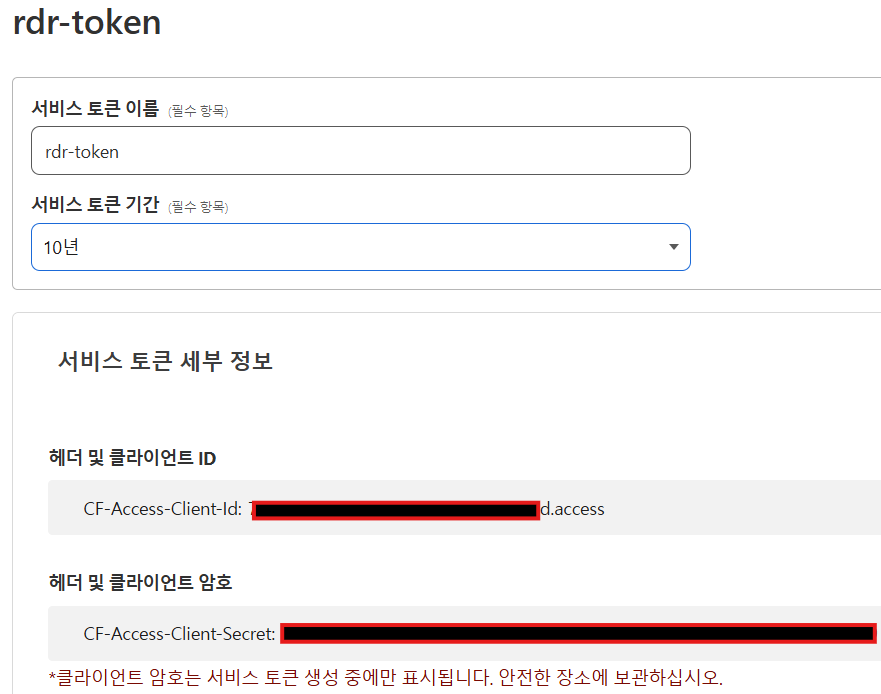 rdr-token
서비스 토큰 이름 (필수 항목)
rdr-token
서비스 토큰 기간 (필수 항목)
10년
서비스 토큰 세부 정보
헤더 및 클라이언트 ID
CF-Access-Client-Id: d.access
헤더 및 클라이언트 암호
CF-Access-Client-Secret:
*클라이언트 암호는 서비스 토큰 생성 중에만 표시됩니다. 안전한 장소에 보관하십시오.